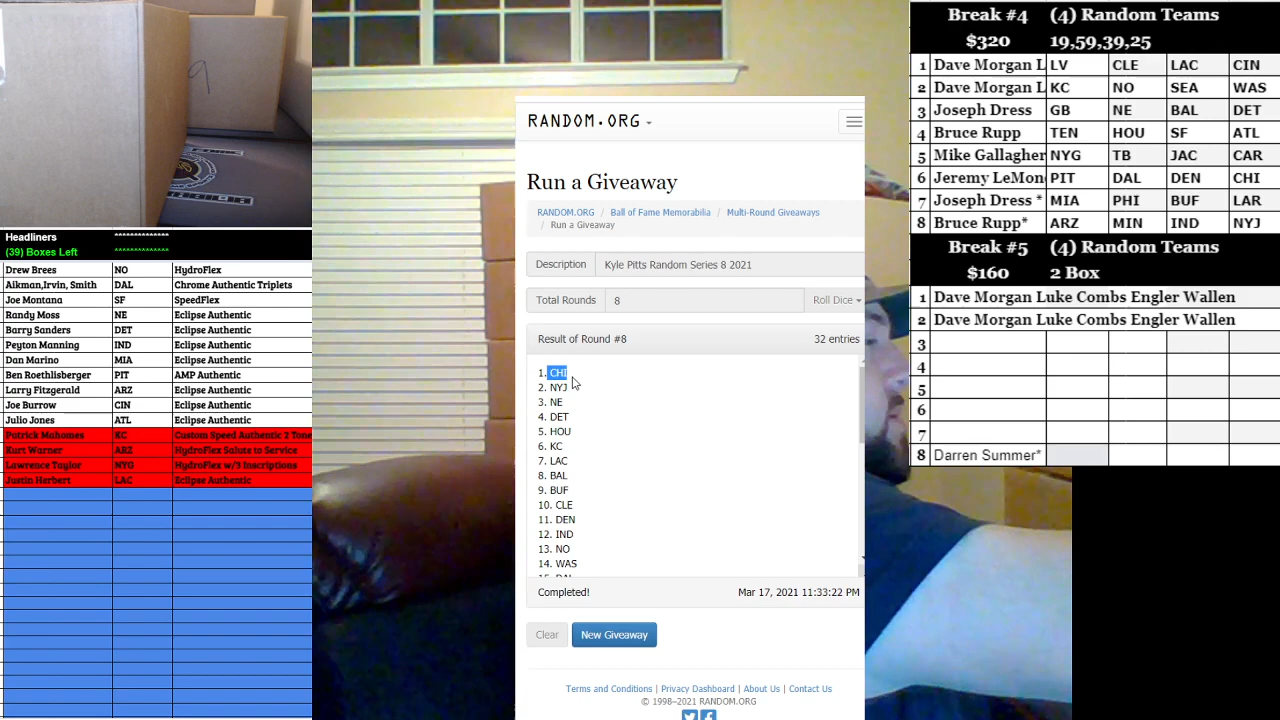 9
Headliners **************
(39) Boxes Left **************
Drew Brees NO HydroFlex
Aikman,Irvin, Smith DAL Chrome Authentic Triplets
Joe Montana SF SpeedFlex
Randy Moss NE Eclipse Authentic
Barry Sanders DET Eclipse Authentic
Peyton Manning IND Eclipse Authentic
Dan Marino MIA Eclipse Authentic
Ben Roethlisberger PIT AMP Authentic
Larry Fitzgerald ARZ Eclipse Authentic
Joe Burrow CIN Eclipse Authentic
Julio Jones ATL Eclipse Authentic
Patrick Mahomes KC Custom Speed Authentic 2 Tone
Kurt Warner ARZ HydroFlex Salute to Service
Lawrence Taylor NYG HydroFlex w/3 Inscriptions
Justin Herbert LAC Eclipse Authentic
RANDOM.ORG
Run a Giveaway
RANDOM.ORG / Ball of Fame Memorabilia / Multi-Round Giveaways
/ Run a Giveaway
Description Kyle Pitts Random Series 8 2021
Total Rounds 8 Roll Dice
Result of Round #8 32 entries
1. CHI
2. NYJ
3. NE
4. DET
5. HOU
6. KC
7. LAC
8. BAL
9. BUF
10. CLE
11. DEN
12. IND
13. NO
14. WAS
15. DAL
Completed! Mar 17, 2021 11:33:22 PM
Clear New Giveaway
Terms and Conditions | Privacy Dashboard | About Us | Contact Us
© 1998–2021 RANDOM.ORG
Break #4 (4) Random Teams
$320 19,59,39,25
1 Dave Morgan L LV CLE LAC CIN
2 Dave Morgan L KC NO SEA WAS
3 Joseph Dress GB NE BAL DET
4 Bruce Rupp TEN HOU SF ATL
5 Mike Gallagher NYG TB JAC CAR
6 Jeremy LeMon PIT DAL DEN CHI
7 Joseph Dress * MIA PHI BUF LAR
8 Bruce Rupp* ARZ MIN IND NYJ
Break #5 (4) Random Teams
$160 2 Box
1 Dave Morgan Luke Combs Engler Wallen
2 Dave Morgan Luke Combs Engler Wallen
3
4
5
6
7
8 Darren Summer*